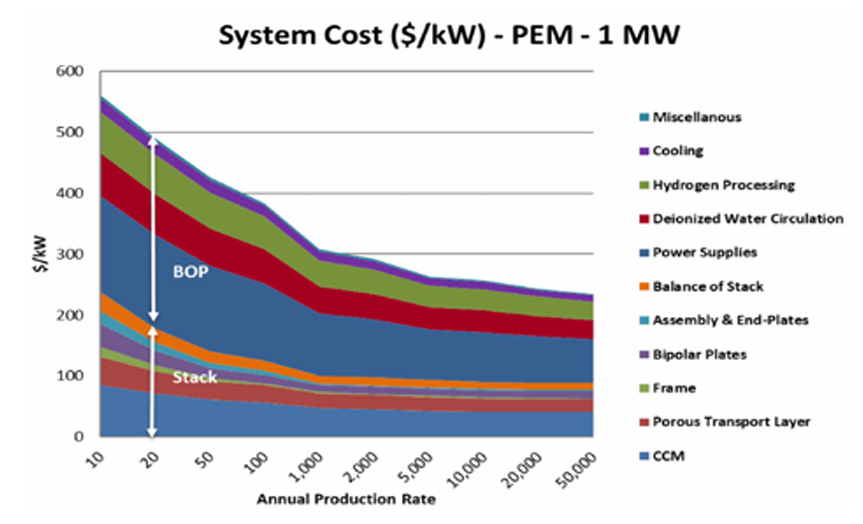 System Cost ($/kW) - PEM - 1 MW
600
500
400
300
200
100
0
$/kW
BOP
Stack
10
20
50
100
1,000
2,000
5,000
10,000
20,000
50,000
Annual Production Rate
Miscellanous
Cooling
Hydrogen Processing
Deionized Water Circulation
Power Supplies
Balance of Stack
Assembly & End-Plates
Bipolar Plates
Frame
Porous Transport Layer
CCM